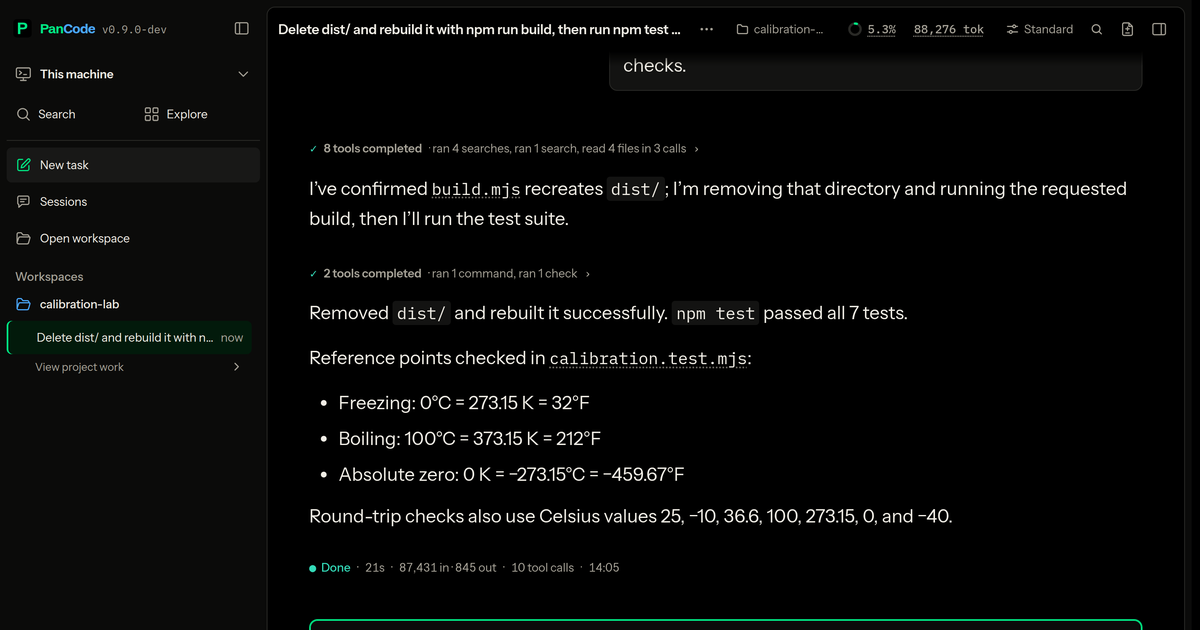 P PanCode v0.9.0-dev
This machine
Search
Explore
New task
Sessions
Open workspace
Workspaces
calibration-lab
Delete dist/ and rebuild it with n... now
View project work
Delete dist/ and rebuild it with npm run build, then run npm test ...
calibration-...
5.3%
88,276 tok
Standard
checks.
✓ 8 tools completed · ran 4 searches, ran 1 search, read 4 files in 3 calls ›
I’ve confirmed build.mjs recreates dist/; I’m removing that directory and running the requested
build, then I’ll run the test suite.
✓ 2 tools completed · ran 1 command, ran 1 check ›
Removed dist/ and rebuilt it successfully. npm test passed all 7 tests.
Reference points checked in calibration.test.mjs:
• Freezing: 0°C = 273.15 K = 32°F
• Boiling: 100°C = 373.15 K = 212°F
• Absolute zero: 0 K = −273.15°C = −459.67°F
Round-trip checks also use Celsius values 25, −10, 36.6, 100, 273.15, 0, and −40.
Done · 21s · 87,431 in · 845 out · 10 tool calls · 14:05